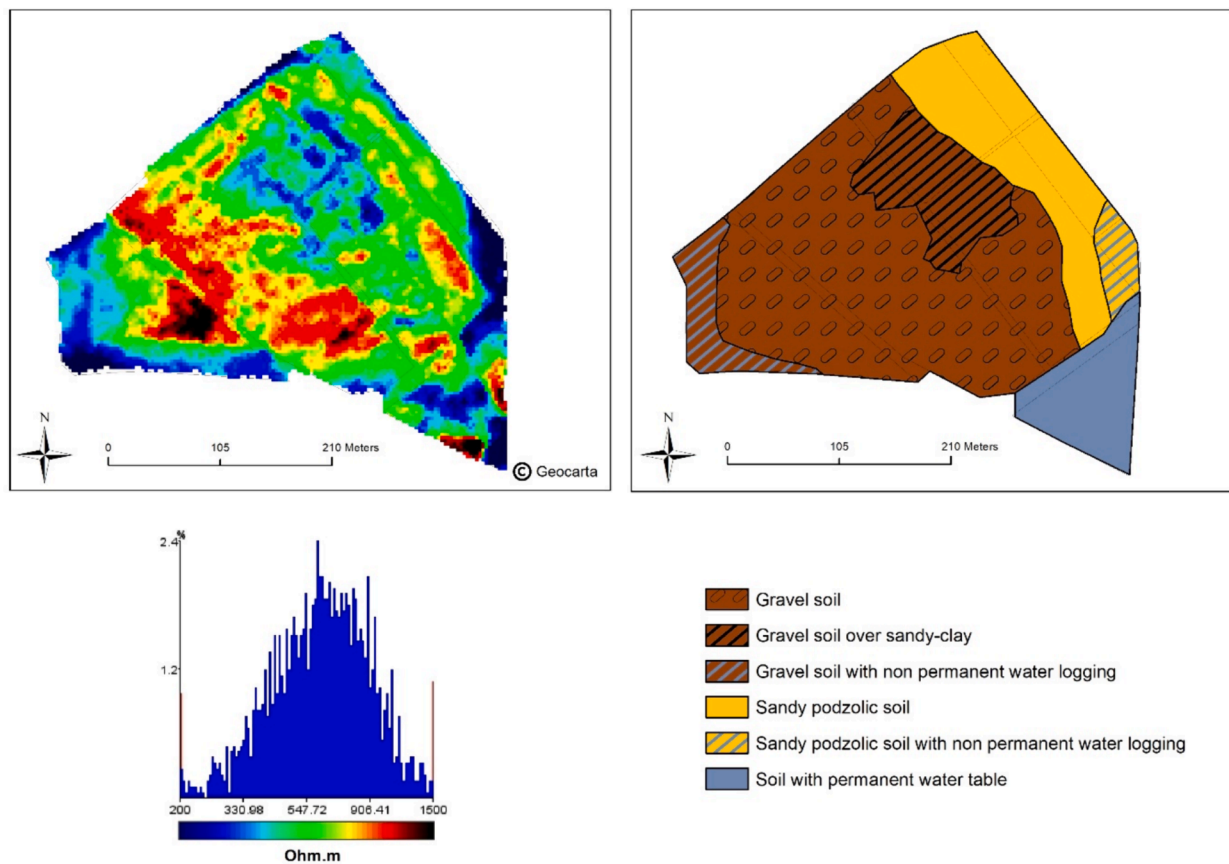 N
0 105 210 Meters
© Geocarta
N
0 105 210 Meters
%
2.4
1.2
200 330.98 547.72 906.41 1500
Ohm.m
Gravel soil
Gravel soil over sandy-clay
Gravel soil with non permanent water logging
Sandy podzolic soil
Sandy podzolic soil with non permanent water logging
Soil with permanent water table